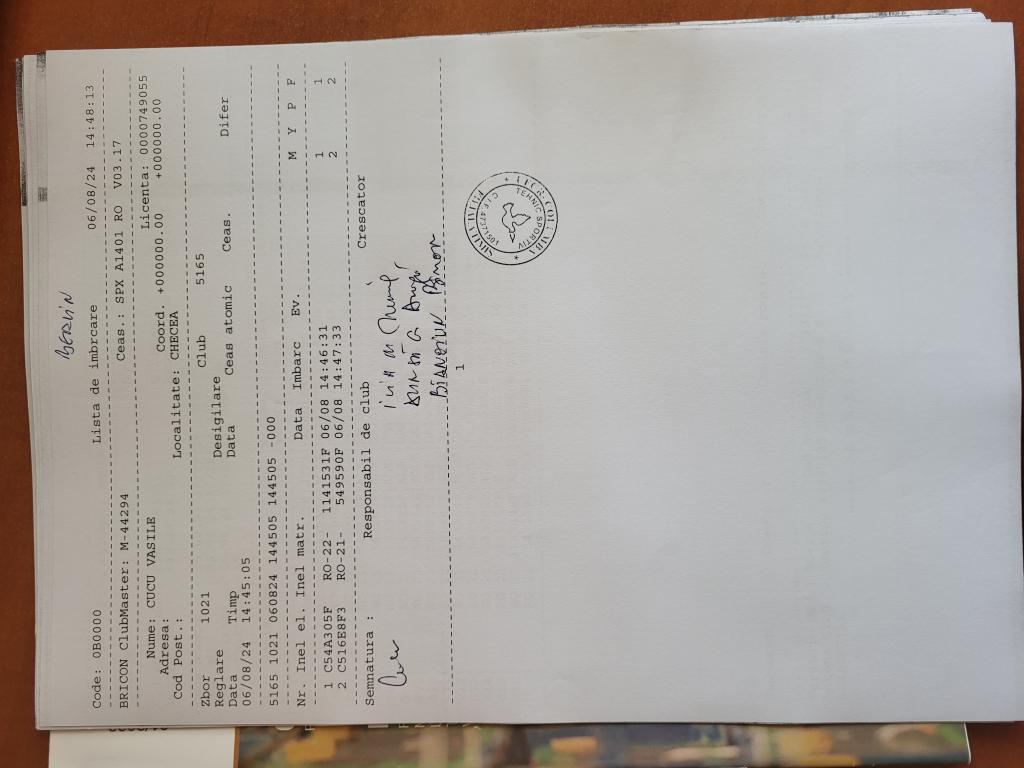 BERLIN
Code: 0B0000 Lista de imbrcare 06/08/24 14:48:13
BRICON ClubMaster: M-44294 Ceas.: SPX A1401 RO V03.17
Nume: CUCU VASILE Licenta: 0000749055
Adresa: Coord. +000000.00 +000000.00
Cod Post.: Localitate: CHECEA
Zbor 1021 Club 5165
Reglare Desigilare
Data Timp Data Ceas atomic Ceas. Difer
06/08/24 14:45:05
5165 1021 060824 144505 144505 -000
Nr. Inel el. Inel matr. Data Imbarc Ev. M Y P F
1 C54A305F RO-22- 1141531F 06/08 14:46:31 1 1
2 C516E8F3 RO-21- 549590F 06/08 14:47:33 2 2
Semnatura : Responsabil de club Crescator
1
TEHNIC SPORTIV